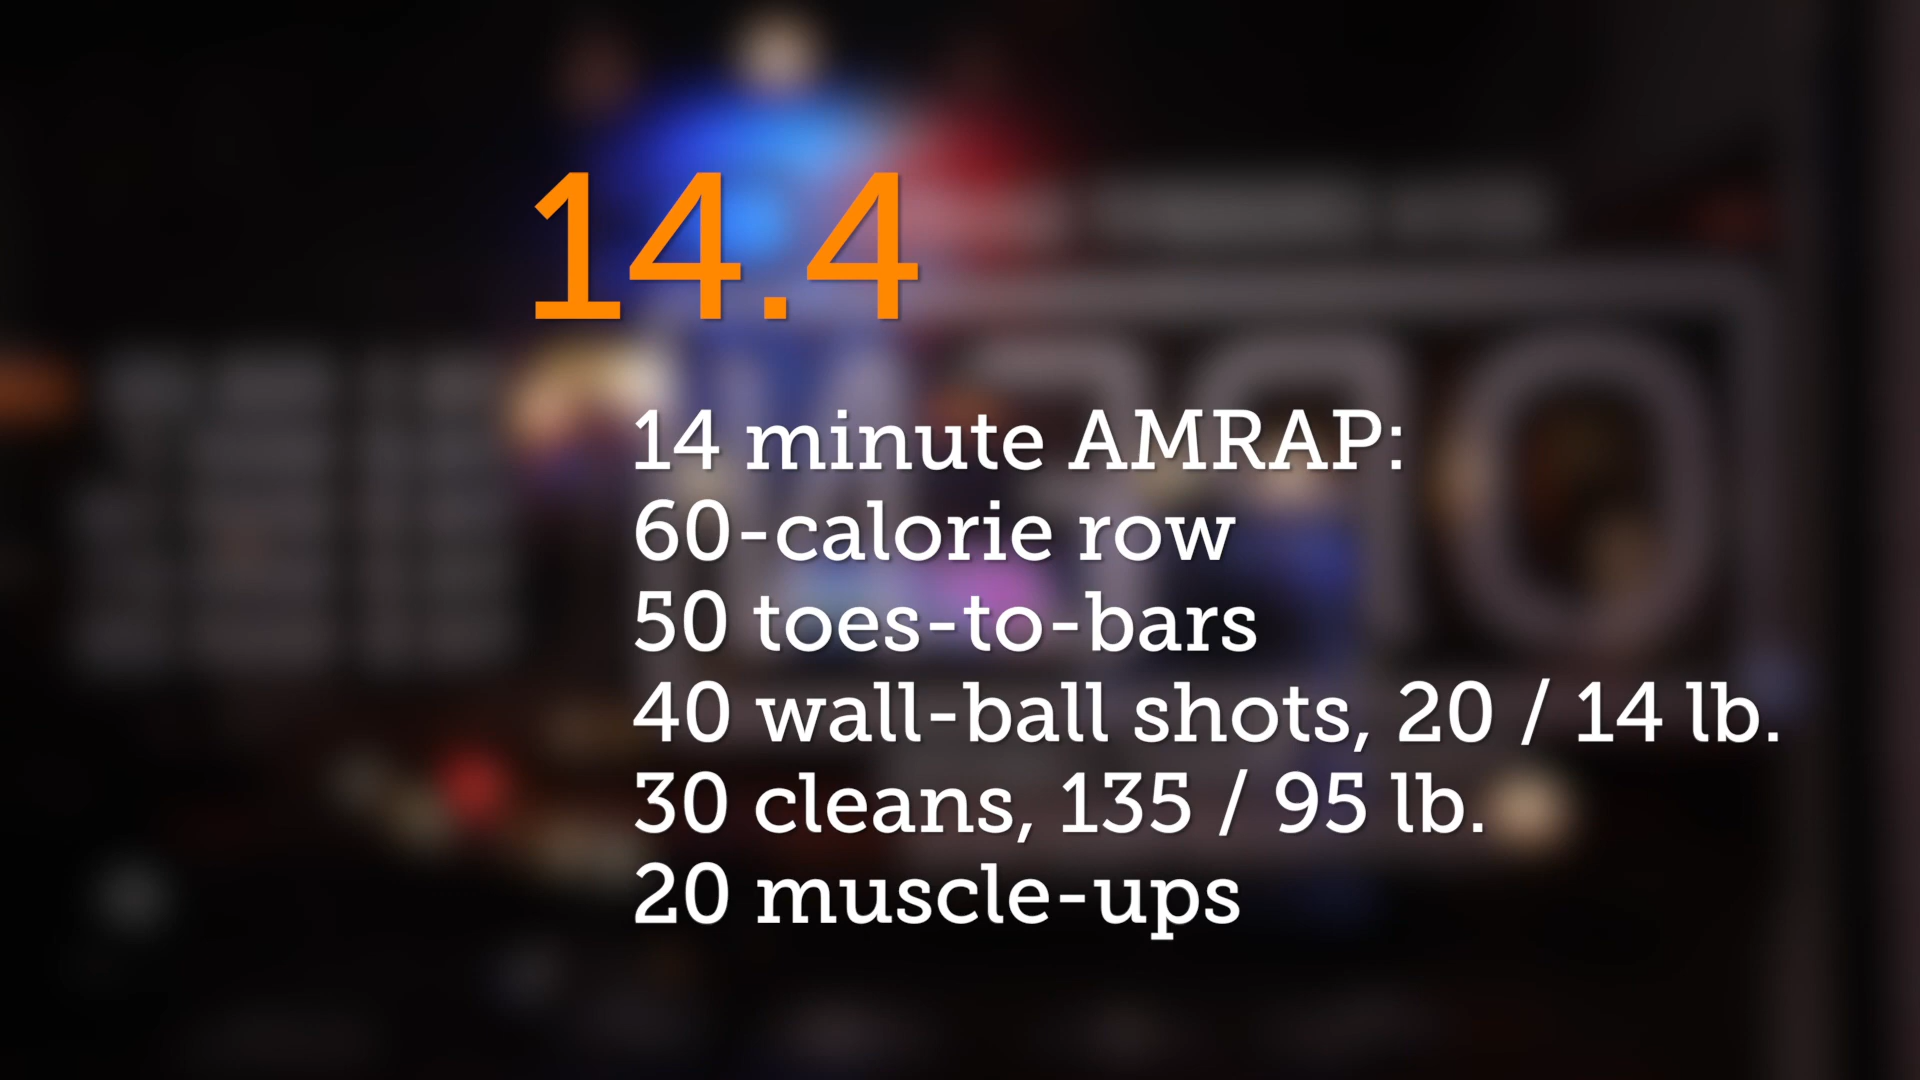 14.4
14 minute AMRAP:
60-calorie row
50 toes-to-bars
40 wall-ball shots, 20 / 14 lb.
30 cleans, 135 / 95 lb.
20 muscle-ups